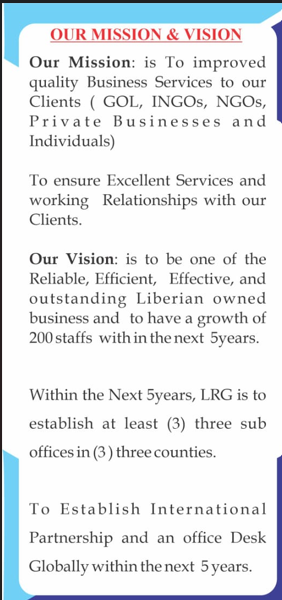 OUR MISSION & VISION
Our Mission: is To improved
quality Business Services to our
Clients ( GOL, INGOs, NGOs,
Private Businesses and
Individuals)
To ensure Excellent Services and
working Relationships with our
Clients.
Our Vision: is to be one of the
Reliable, Efficient, Effective, and
outstanding Liberian owned
business and to have a growth of
200 staffs with in the next 5years.
Within the Next 5years, LRG is to
establish at least (3) three sub
offices in (3) three counties.
To Establish International
Partnership and an office Desk
Globally within the next 5 years.